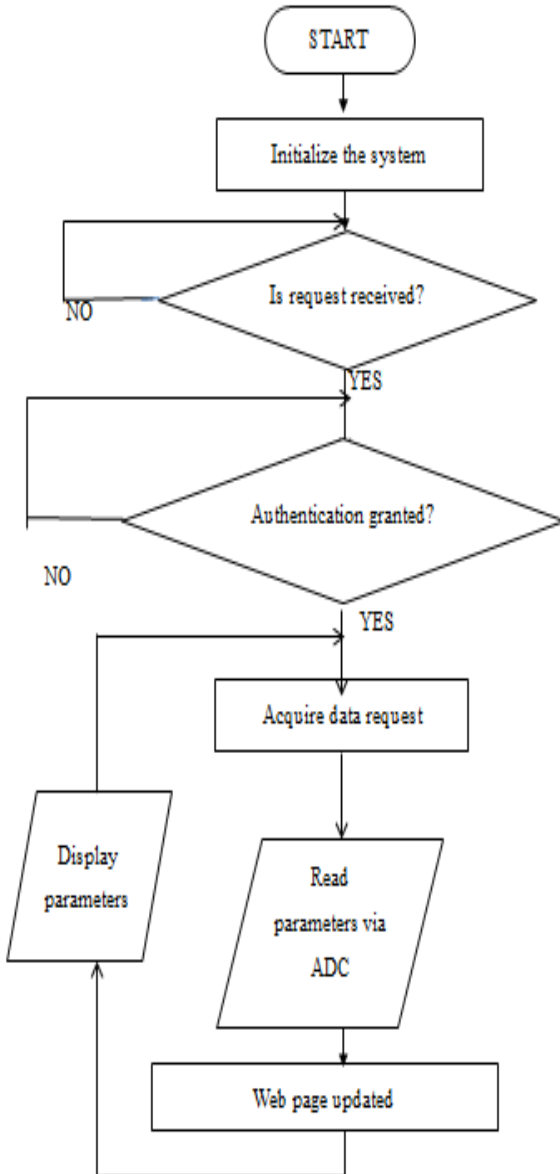 START
Initialize the system
Is request received?
NO
YES
Authentication granted?
NO
YES
Acquire data request
Read
parameters via
ADC
Web page updated
Display
parameters